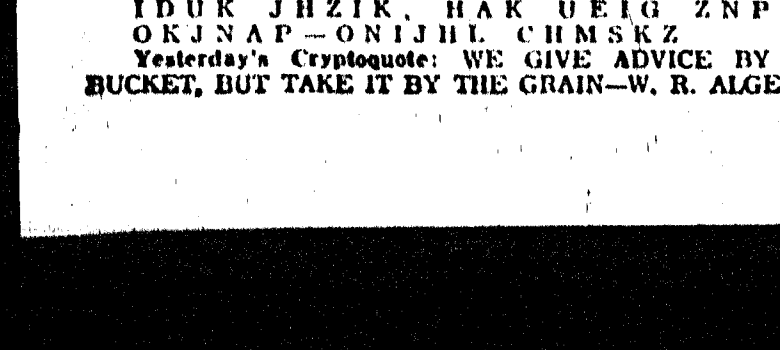 IDUK JHZIK, HAK UEIG ZNP
OKJNAP—ONIJHL CHMSKZ
Yesterday's Cryptoquote: WE GIVE ADVICE BY
BUCKET, BUT TAKE IT BY THE GRAIN—W. R. ALGE